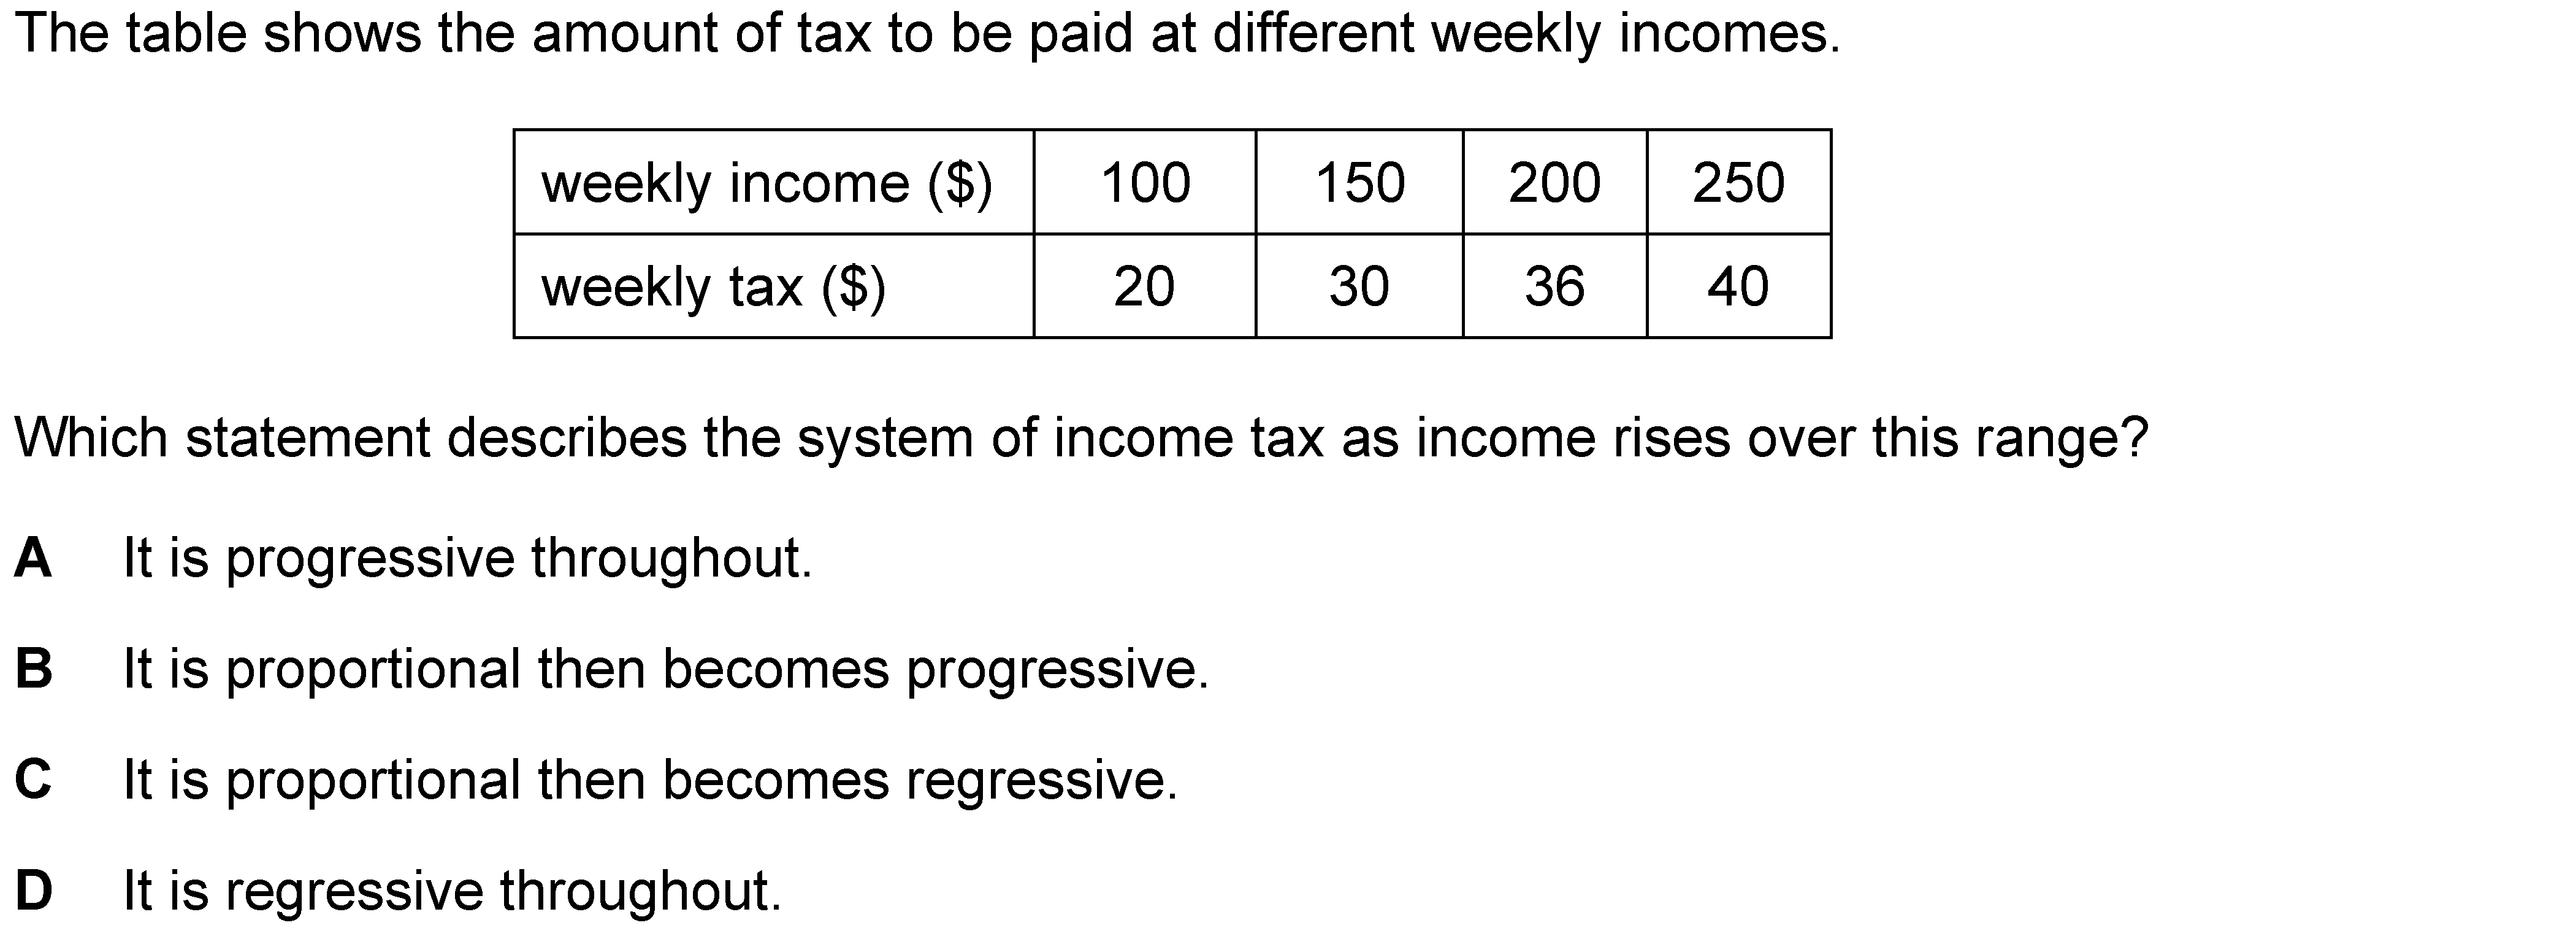 The table shows the amount of tax to be paid at different weekly incomes.
weekly income ($) 100 150 200 250
weekly tax ($) 20 30 36 40
Which statement describes the system of income tax as income rises over this range?
A It is progressive throughout.
B It is proportional then becomes progressive.
C It is proportional then becomes regressive.
D It is regressive throughout.